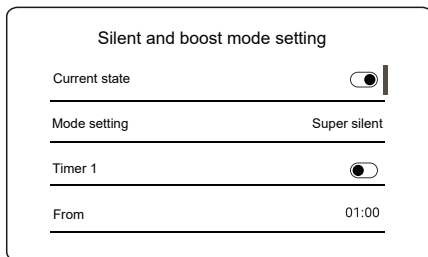 Silent and boost mode setting
Current state
Mode setting Super silent
Timer 1
From 01:00